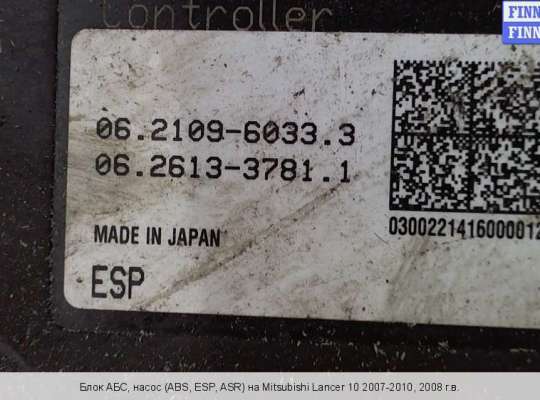 Controller
FINN
FINN
06.2109-6033.3
06.2613-3781.1
0300221416000012
MADE IN JAPAN
ESP
Блок АБС, насос (ABS, ESP, ASR) на Mitsubishi Lancer 10 2007-2010, 2008 г.в.